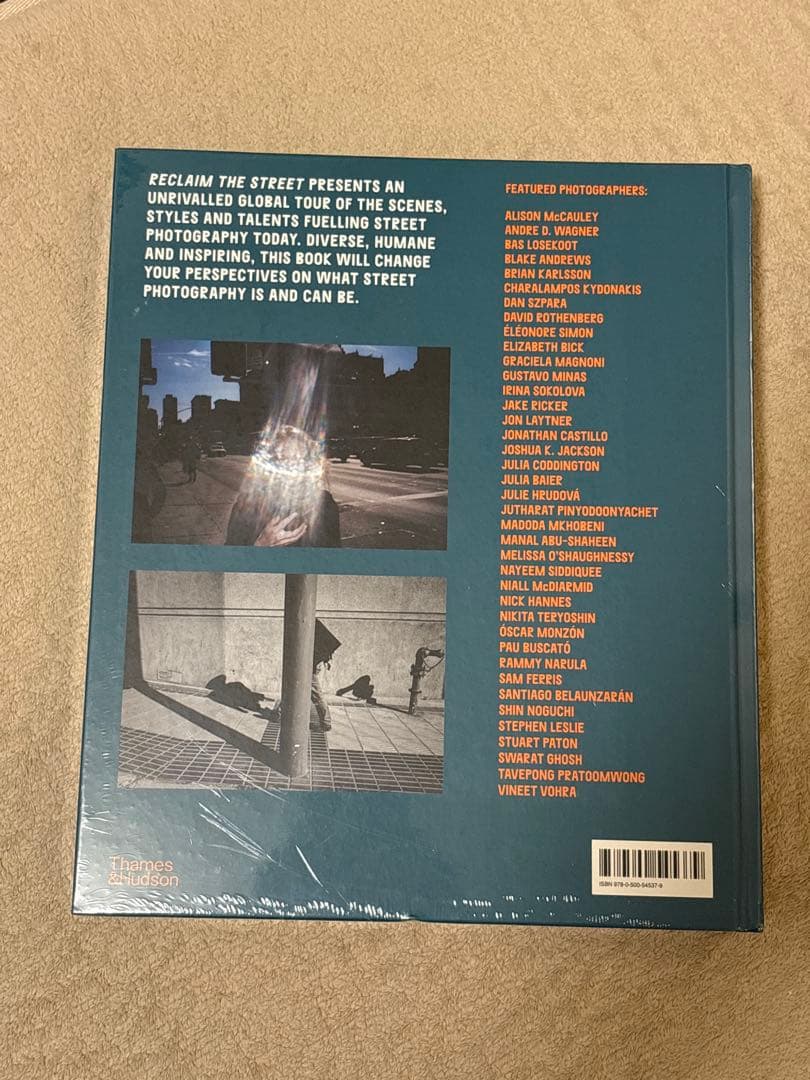 RECLAIM THE STREET PRESENTS AN
UNRIVALLED GLOBAL TOUR OF THE SCENES,
STYLES AND TALENTS FUELLING STREET
PHOTOGRAPHY TODAY. DIVERSE, HUMANE
AND INSPIRING, THIS BOOK WILL CHANGE
YOUR PERSPECTIVES ON WHAT STREET
PHOTOGRAPHY IS AND CAN BE.
FEATURED PHOTOGRAPHERS:
ALISON McCAULEY
ANDRE D. WAGNER
BAS LOSEKOOT
BLAKE ANDREWS
BRIAN KARLSSON
CHARALAMPOS KYDONAKIS
DAN SZPARA
DAVID ROTHENBERG
ÉLÉONORE SIMON
ELIZABETH BICK
GRACIELA MAGNONI
GUSTAVO MINAS
IRINA SOKOLOVA
JAKE RICKER
JON LAYTNER
JONATHAN CASTILLO
JOSHUA K. JACKSON
JULIA CODDINGTON
JULIA BAIER
JULIE HRUDOVÁ
JUTHARAT PINYODOONYACHET
MADODA MKHOBENI
MANAL ABU-SHAHEEN
MELISSA O'SHAUGHNESSY
NAYEEM SIDDIQUEE
NIALL McDIARMID
NICK HANNES
NIKITA TERYOSHIN
ÓSCAR MONZÓN
PAU BUSCATÓ
RAMMY NARULA
SAM FERRIS
SANTIAGO BELAUNZARÁN
SHIN NOGUCHI
STEPHEN LESLIE
STUART PATON
SWARAT GHOSH
TAVEPONG PRATOOMWONG
VINEET VOHRA
Thames
&Hudson
ISBN 978-0-500-54537-9